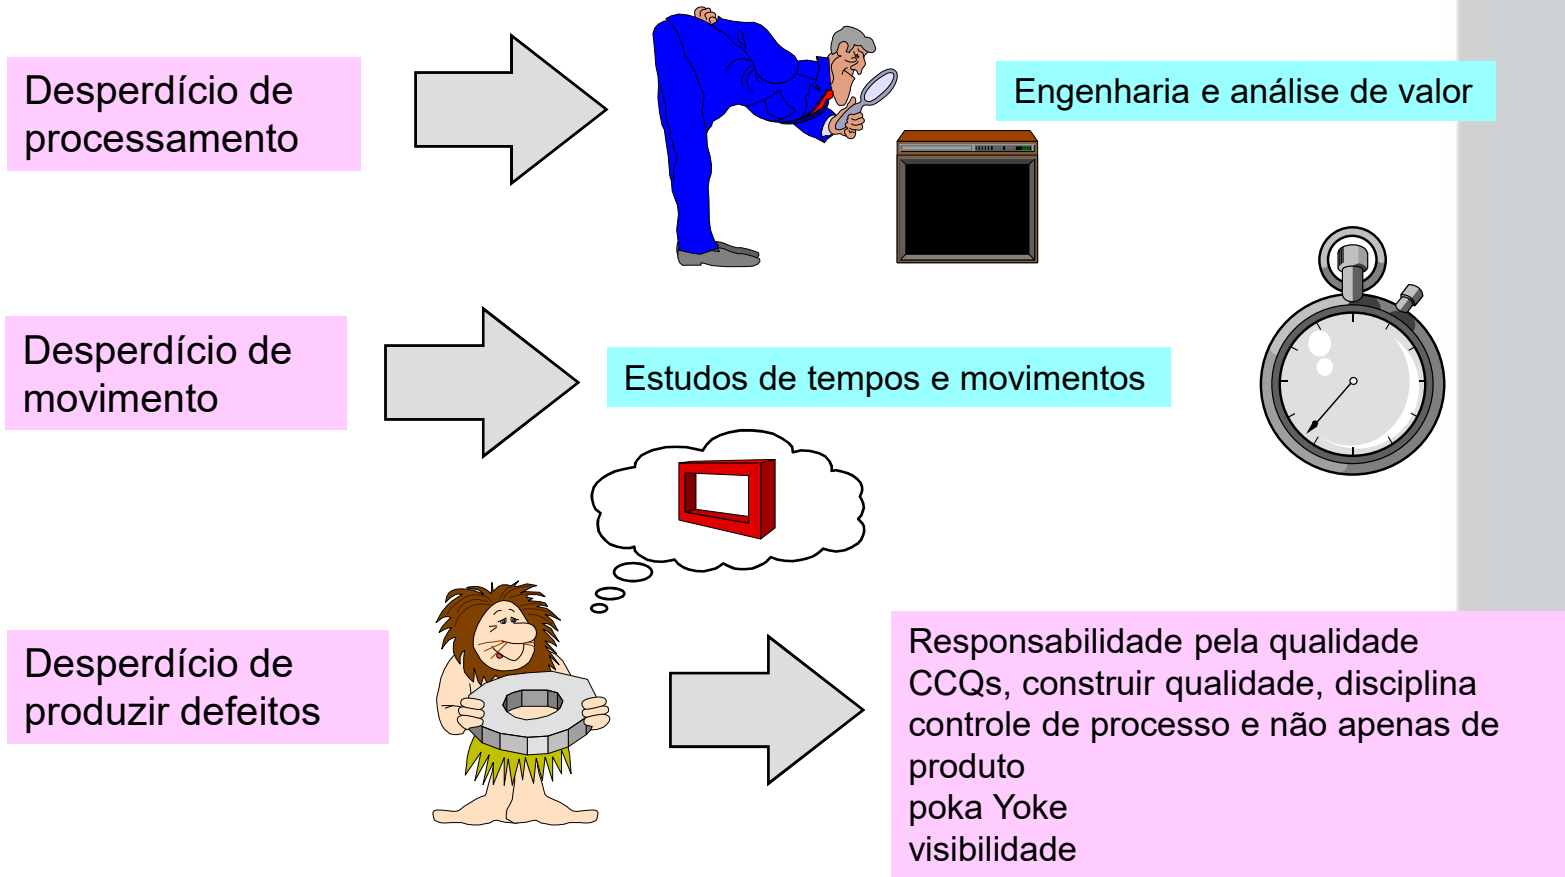 Desperdício de
processamento
Engenharia e análise de valor
Desperdício de
movimento
Estudos de tempos e movimentos
Desperdício de
produzir defeitos
Responsabilidade pela qualidade
CCQs, construir qualidade, disciplina
controle de processo e não apenas de
produto
poka Yoke
visibilidade